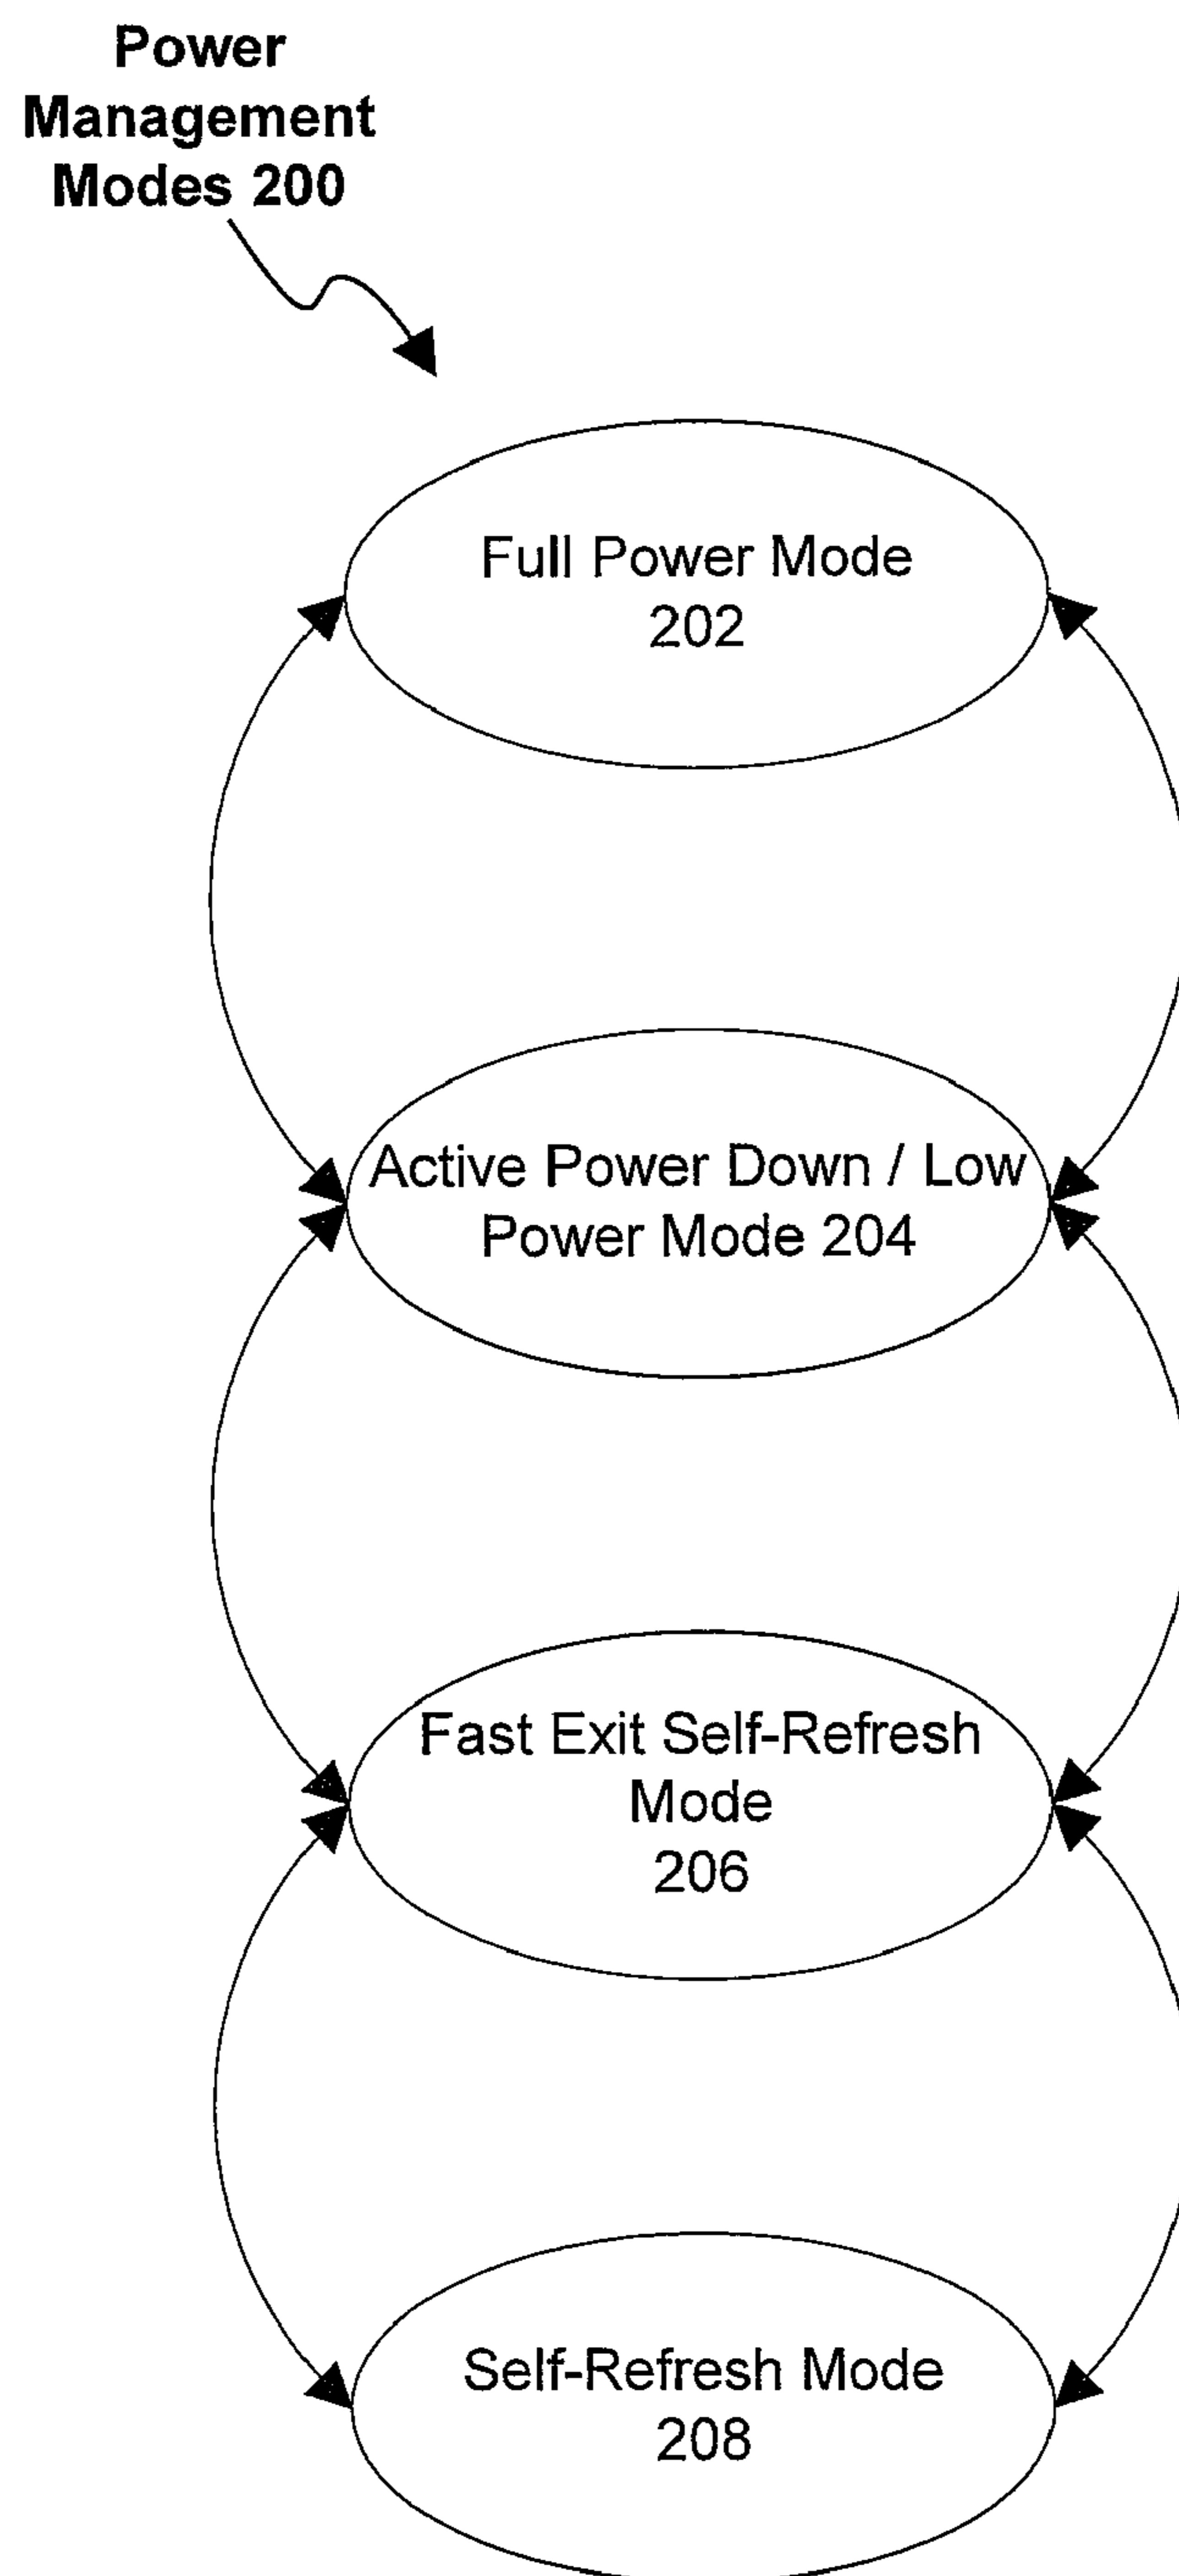 Power
Management
Modes 200
Full Power Mode
202
Active Power Down / Low
Power Mode 204
Fast Exit Self-Refresh
Mode
206
Self-Refresh Mode
208